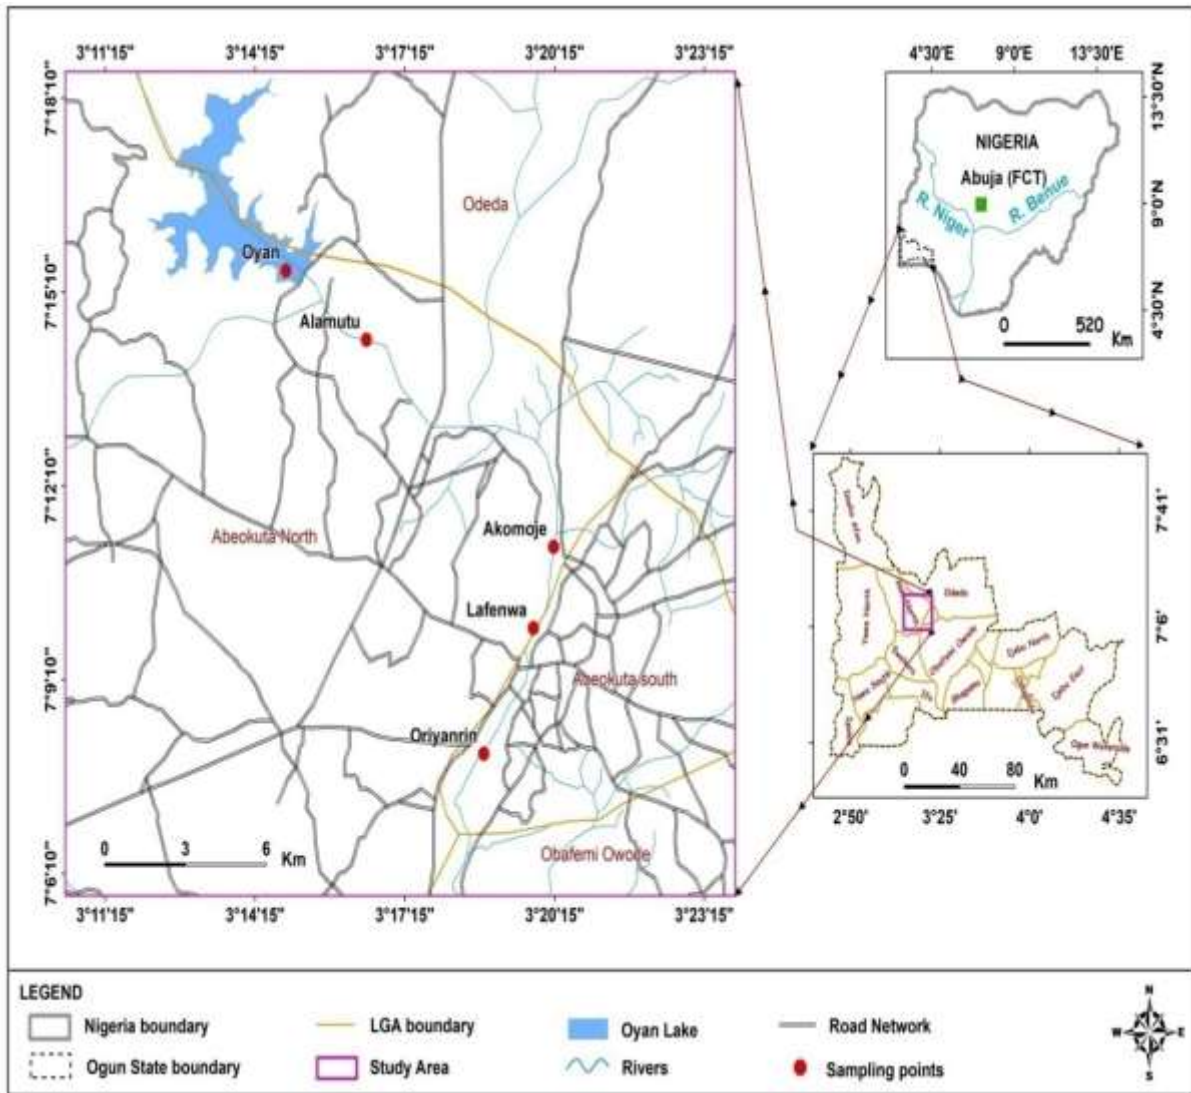 3°11'15" 3°14'15" 3°17'15" 3°20'15" 3°23'15"
7°18'10"
7°15'10"
7°12'10"
7°9'10"
7°6'10"
Odeda
Oyan
Alamutu
Abeokuta North
Akomoje
Lafenwa
Abeokuta south
Oriyanrin
Obafemi Owode
0 3 6
Km
3°11'15" 3°14'15" 3°17'15" 3°20'15" 3°23'15"
4°30'E 9°0'E 13°30'E
13°30'N
9°0'N
4°30'N
NIGERIA
Abuja (FCT)
R. Niger
R. Benue
0 520
Km
7°41'
7°6'
6°31'
Odeda
Ijebu North
Ijebu East
0 40 80
Km
2°50' 3°25' 4°0' 4°35'
LEGEND
Nigeria boundary
LGA boundary
Oyan Lake
Road Network
Ogun State boundary
Study Area
Rivers
Sampling points
N
W E
S